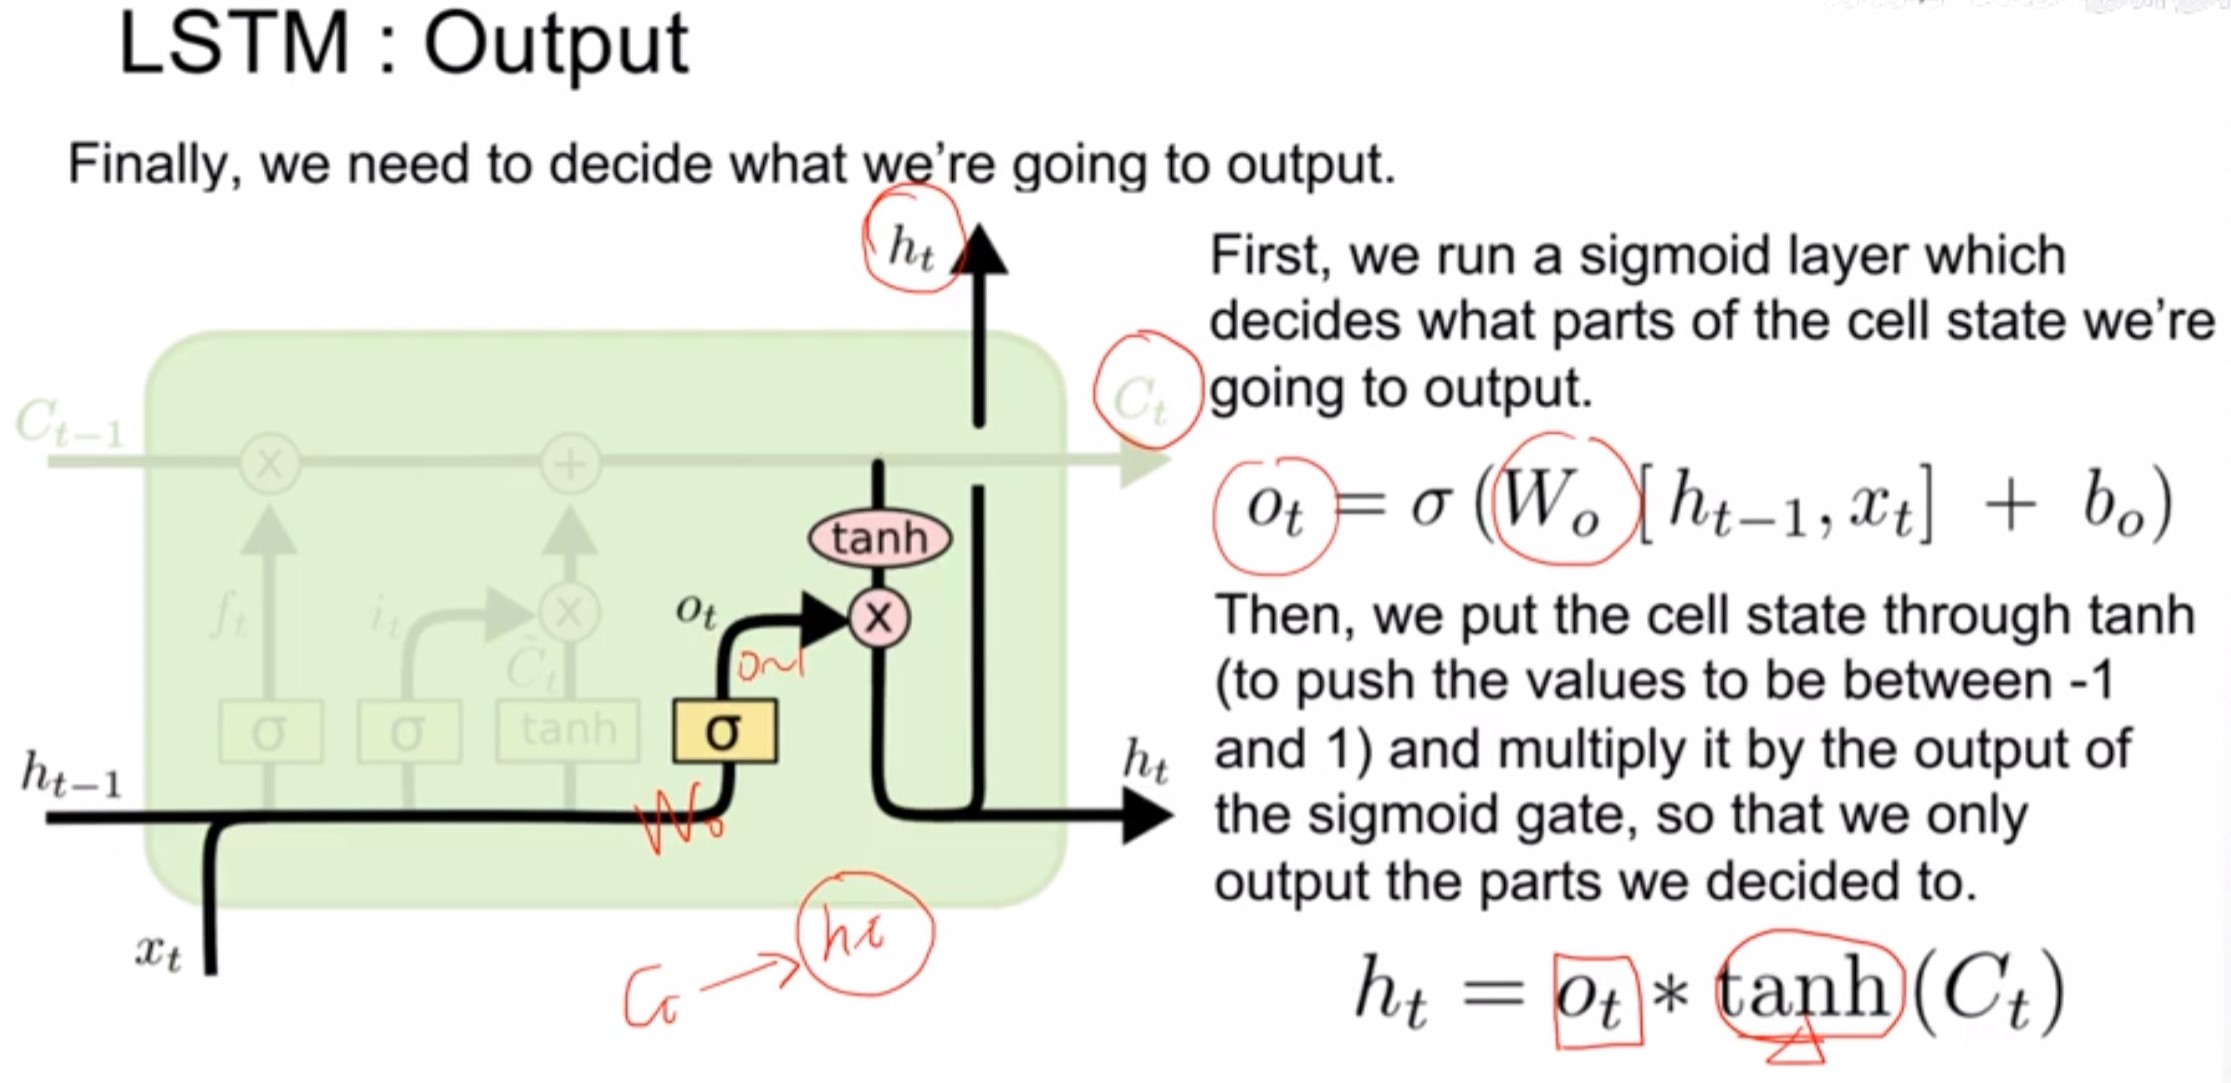 LSTM : Output
Finally, we need to decide what we're going to output.
h_t
First, we run a sigmoid layer which
decides what parts of the cell state we're
going to output.
C_{t-1}
C_t
o_t = σ (W_o [h_{t-1}, x_t] + b_o)
tanh
f_t
i_t
C̃_t
o_t
0~1
σ
σ
tanh
σ
W_o
h_{t-1}
h_t
Then, we put the cell state through tanh
(to push the values to be between -1
and 1) and multiply it by the output of
the sigmoid gate, so that we only
output the parts we decided to.
x_t
C_t → h_t
h_t = o_t * tanh(C_t)